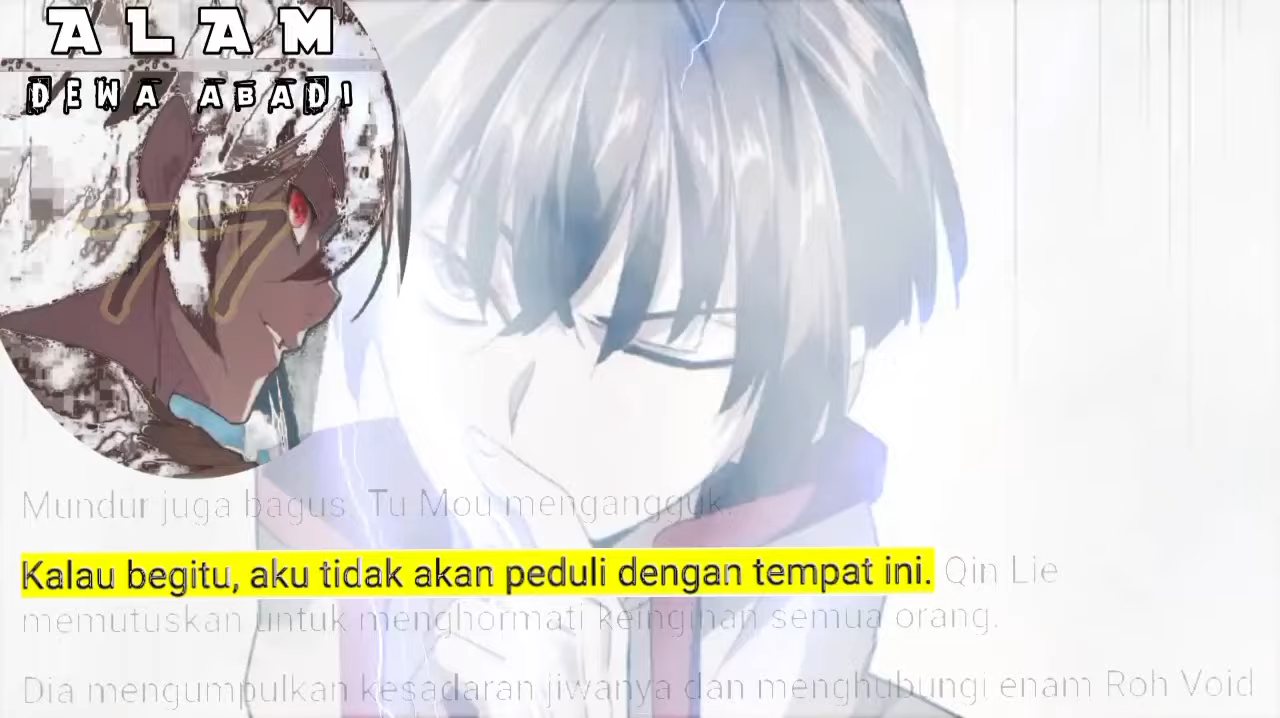 ALAM
DEWA ABADI
77
Mundur juga bagus. Tu Mou mengangguk.
Kalau begitu, aku tidak akan peduli dengan tempat ini. Qin Lie
memutuskan untuk menghormati keinginan semua orang.
Dia mengumpulkan kesadaran jiwanya dan menghubungi enam Roh Void